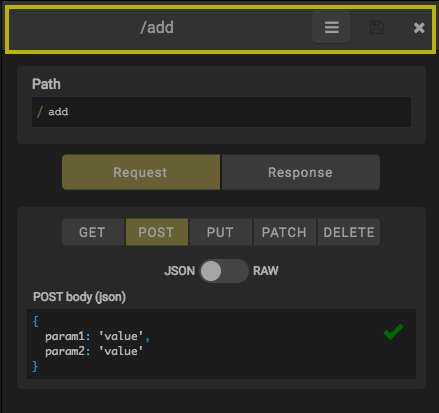 /add
Path
/ add
Request Response
GET POST PUT PATCH DELETE
JSON RAW
POST body (json)
{
param1: 'value',
param2: 'value'
}